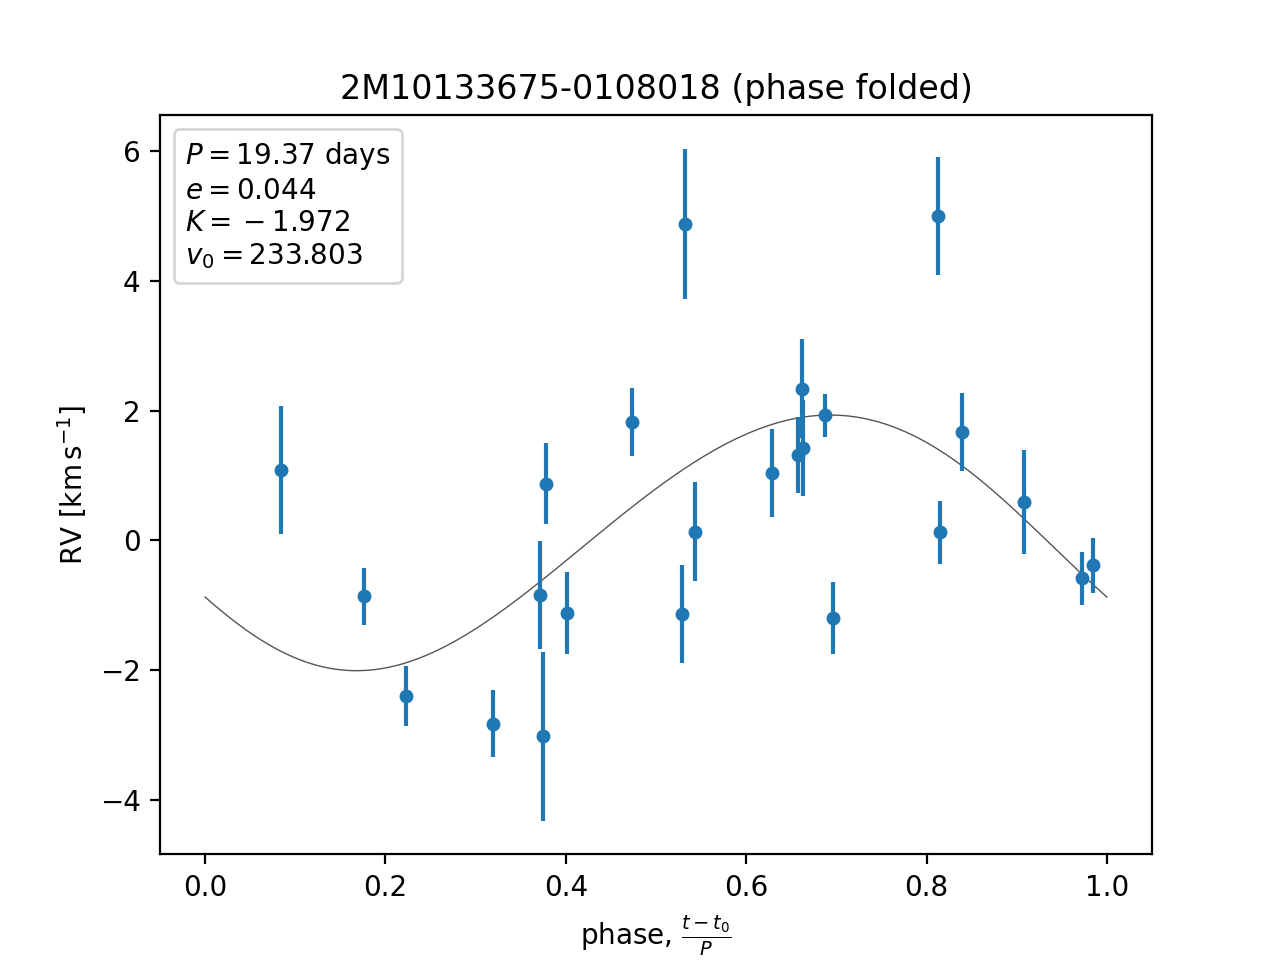 2M10133675-0108018 (phase folded)
P = 19.37 days
e = 0.044
K = −1.972
v₀ = 233.803
RV [km s⁻¹]
6
4
2
0
−2
−4
0.0 0.2 0.4 0.6 0.8 1.0
phase, (t − t₀)/P